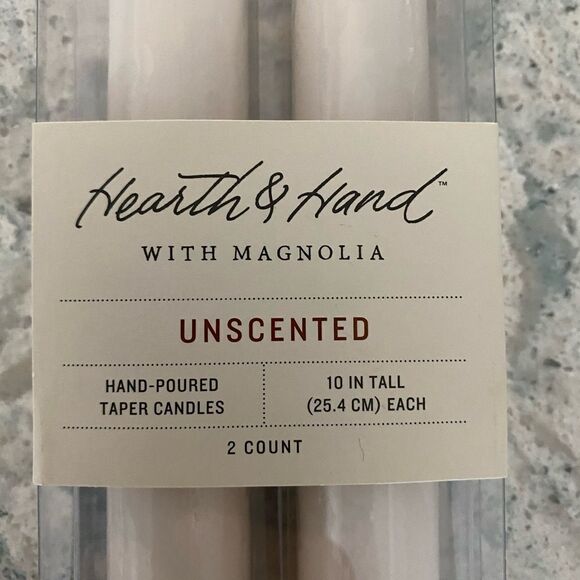 Hearth & Hand™
WITH MAGNOLIA
UNSCENTED
HAND-POURED
TAPER CANDLES
10 IN TALL
(25.4 CM) EACH
2 COUNT